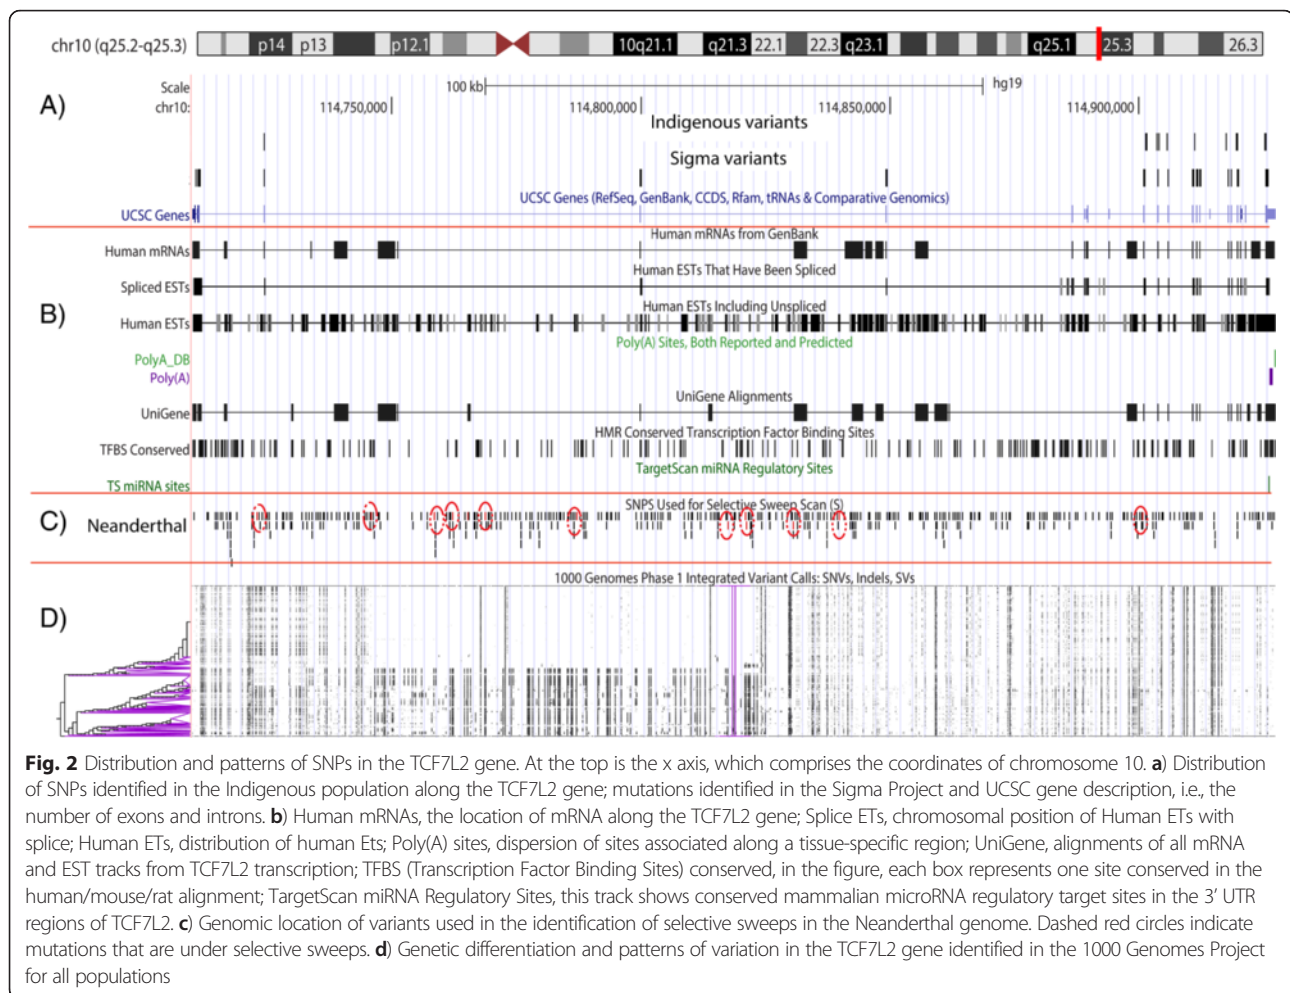 chr10 (q25.2-q25.3) p14 p13 p12.1 10q21.1 q21.3 22.1 22.3 q23.1 q25.1 25.3 26.3
A)
Scale 100 kb hg19
chr10: 114,750,000 114,800,000 114,850,000 114,900,000
Indigenous variants
Sigma variants
UCSC Genes (RefSeq, GenBank, CCDS, Rfam, tRNAs & Comparative Genomics)
UCSC Genes
Human mRNAs from GenBank
Human mRNAs
Human ESTs That Have Been Spliced
Spliced ESTs
B)
Human ESTs Including Unspliced
Human ESTs
Poly(A) Sites, Both Reported and Predicted
PolyA_DB
Poly(A)
UniGene Alignments
UniGene
HMR Conserved Transcription Factor Binding Sites
TFBS Conserved
TargetScan miRNA Regulatory Sites
TS miRNA sites
C)
SNPS Used for Selective Sweep Scan (S)
Neanderthal
1000 Genomes Phase 1 Integrated Variant Calls: SNVs, Indels, SVs
D)
Fig. 2 Distribution and patterns of SNPs in the TCF7L2 gene. At the top is the x axis, which comprises the coordinates of chromosome 10. a) Distribution
of SNPs identified in the Indigenous population along the TCF7L2 gene; mutations identified in the Sigma Project and UCSC gene description, i.e., the
number of exons and introns. b) Human mRNAs, the location of mRNA along the TCF7L2 gene; Splice ETs, chromosomal position of Human ETs with
splice; Human ETs, distribution of human Ets; Poly(A) sites, dispersion of sites associated along a tissue-specific region; UniGene, alignments of all mRNA
and EST tracks from TCF7L2 transcription; TFBS (Transcription Factor Binding Sites) conserved, in the figure, each box represents one site conserved in the
human/mouse/rat alignment; TargetScan miRNA Regulatory Sites, this track shows conserved mammalian microRNA regulatory target sites in the 3′ UTR
regions of TCF7L2. c) Genomic location of variants used in the identification of selective sweeps in the Neanderthal genome. Dashed red circles indicate
mutations that are under selective sweeps. d) Genetic differentiation and patterns of variation in the TCF7L2 gene identified in the 1000 Genomes Project
for all populations